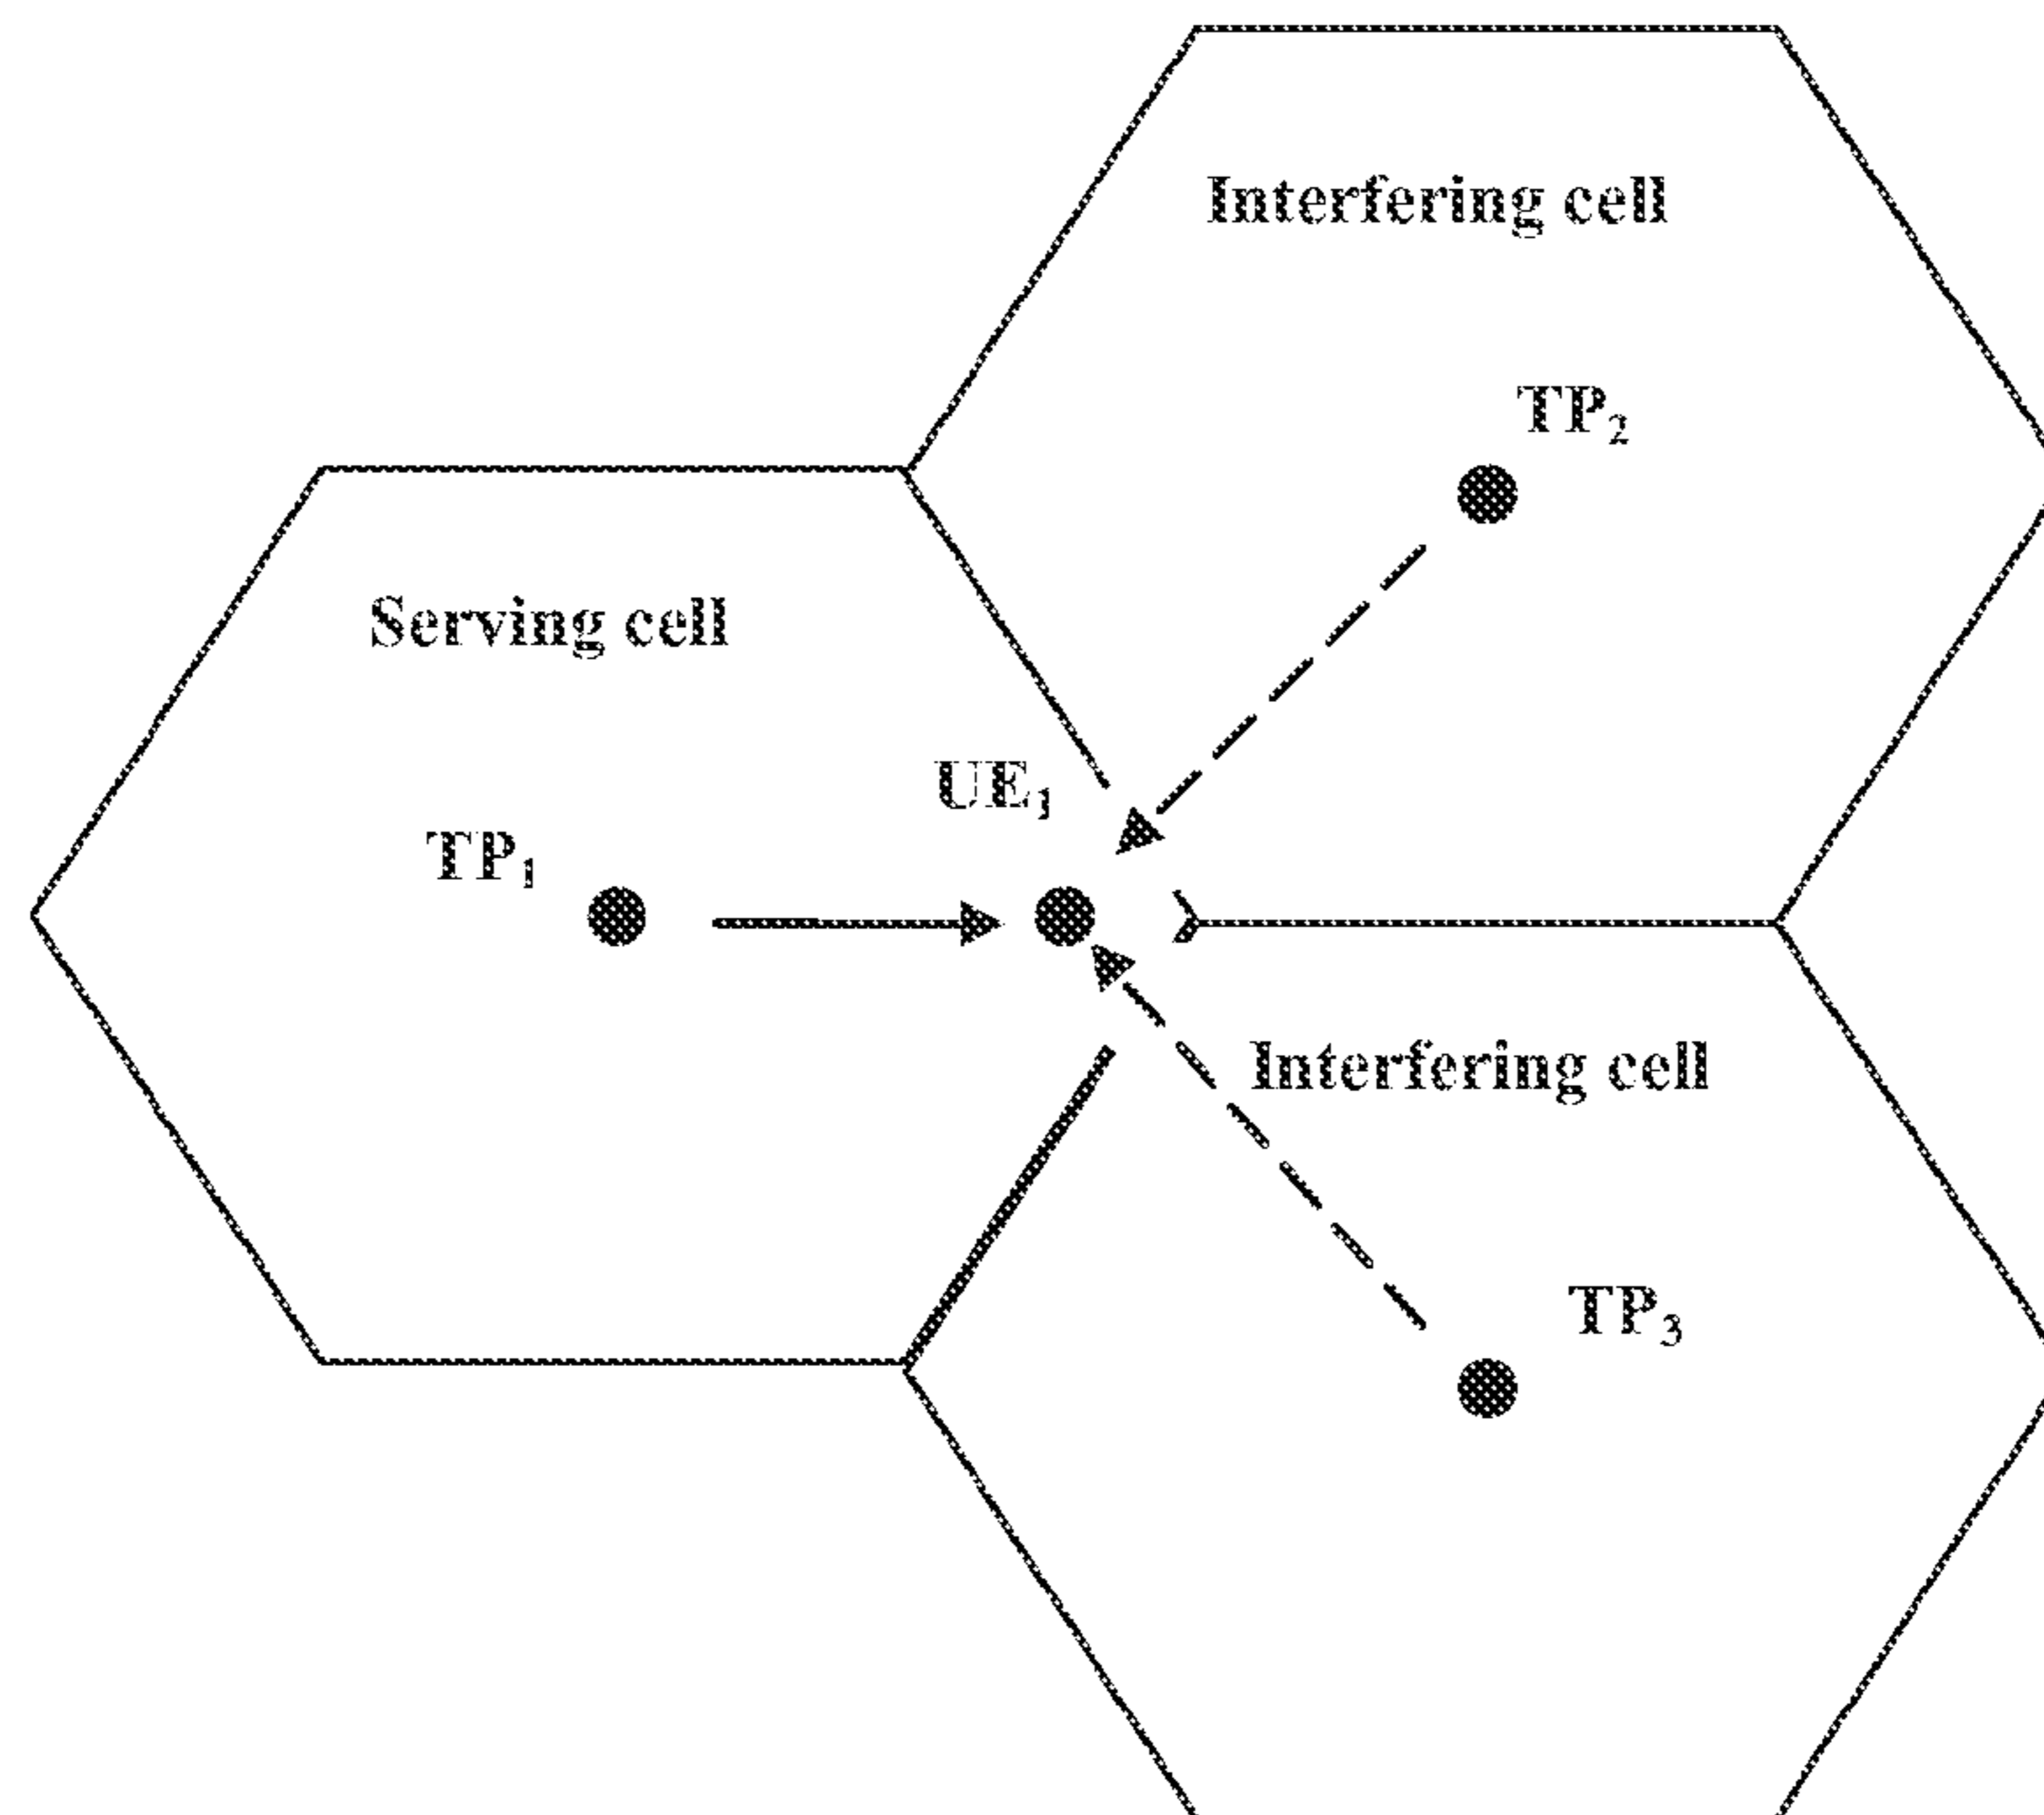 Interfering cell
TP₂
Serving cell
UE₁
TP₁
Interfering cell
TP₃